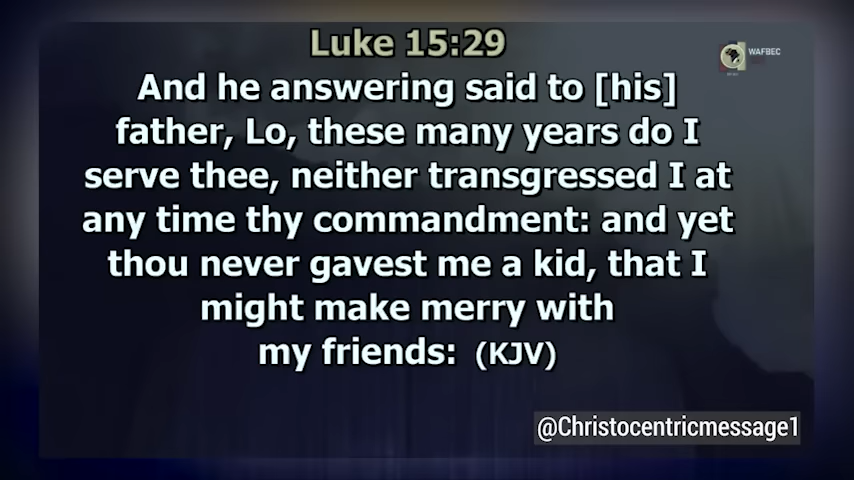 Luke 15:29
WAFBEC
And he answering said to [his]
father, Lo, these many years do I
serve thee, neither transgressed I at
any time thy commandment: and yet
thou never gavest me a kid, that I
might make merry with
my friends: (KJV)
@Christocentricmessage1